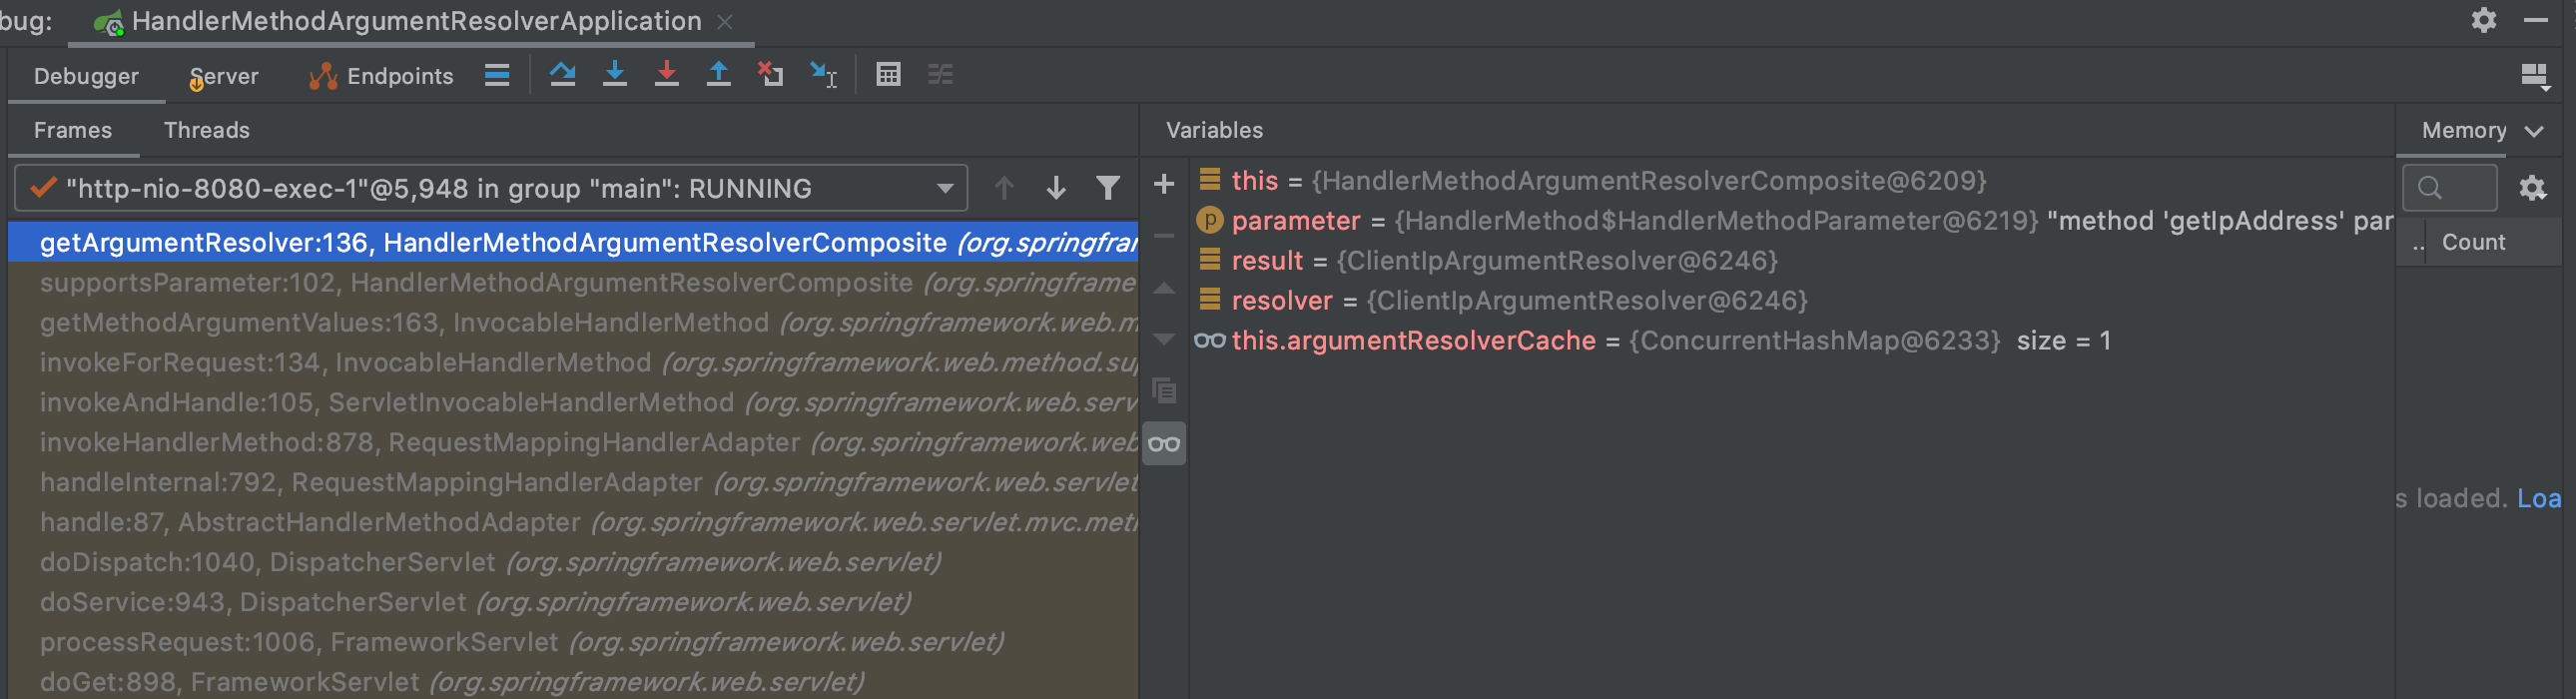 bug: HandlerMethodArgumentResolverApplication
Debugger Server Endpoints
Frames Threads
"http-nio-8080-exec-1"@5,948 in group "main": RUNNING
getArgumentResolver:136, HandlerMethodArgumentResolverComposite (org.springfrar
supportsParameter:102, HandlerMethodArgumentResolverComposite (org.springframe
getMethodArgumentValues:163, InvocableHandlerMethod (org.springframework.web.m
invokeForRequest:134, InvocableHandlerMethod (org.springframework.web.method.su
invokeAndHandle:105, ServletInvocableHandlerMethod (org.springframework.web.serv
invokeHandlerMethod:878, RequestMappingHandlerAdapter (org.springframework.web
handleInternal:792, RequestMappingHandlerAdapter (org.springframework.web.servlet
handle:87, AbstractHandlerMethodAdapter (org.springframework.web.servlet.mvc.met
doDispatch:1040, DispatcherServlet (org.springframework.web.servlet)
doService:943, DispatcherServlet (org.springframework.web.servlet)
processRequest:1006, FrameworkServlet (org.springframework.web.servlet)
doGet:898, FrameworkServlet (org.springframework.web.servlet)
Variables
this = {HandlerMethodArgumentResolverComposite@6209}
parameter = {HandlerMethod$HandlerMethodParameter@6219} "method 'getIpAddress' par
result = {ClientIpArgumentResolver@6246}
resolver = {ClientIpArgumentResolver@6246}
this.argumentResolverCache = {ConcurrentHashMap@6233} size = 1
Memory
.. Count
s loaded. Loa